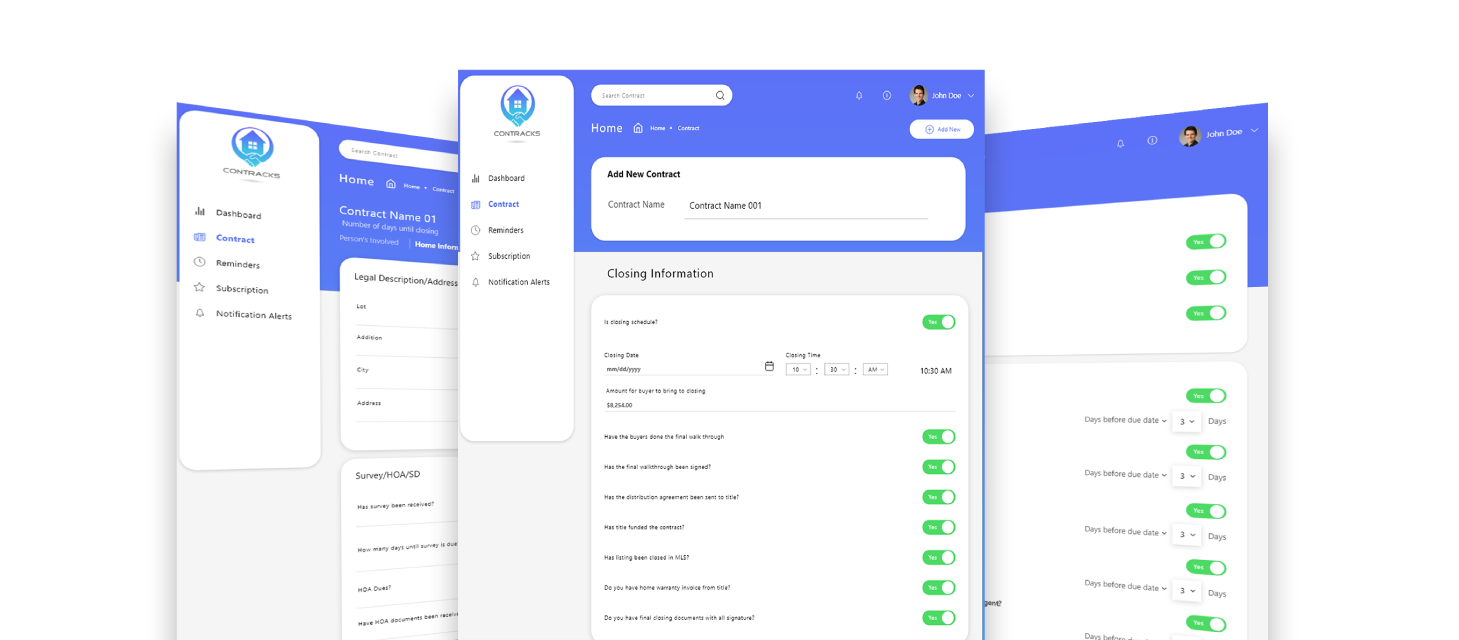 CONTRACKS
Search Contract
Home Home • Contract
Contract Name 01
Number of days until closing
Person's Involved | Home Inform
Dashboard
Contract
Reminders
Subscription
Notification Alerts
Legal Description/Address
Lot
Addition
City
Address
Survey/HOA/SD
Has survey been received?
How many days until survey is due
HOA Dues?
Have HOA documents been receiv
CONTRACKS
Dashboard
Contract
Reminders
Subscription
Notification Alerts
Search Contract
John Doe
Home Home • Contract
Add New
Add New Contract
Contract Name Contract Name 001
Closing Information
Is closing schedule? Yes
Closing Date Closing Time
mm/dd/yyyy 10 : 30 : AM 10:30 AM
Amount for buyer to bring to closing
$8,254.00
Have the buyers done the final walk through Yes
Has the final walkthrough been signed? Yes
Has the distribution agreement been sent to title? Yes
Has title funded the contract? Yes
Has listing been closed in MLS? Yes
Do you have home warranty invoice from title? Yes
Do you have final closing documents with all signature? Yes
John Doe
Yes
Yes
Yes
Yes
Days before due date 3 Days
Yes
Days before due date 3 Days
Yes
Days before due date 3 Days
Yes
Days before due date 3 Days
gent?
Yes
Days before due date Days